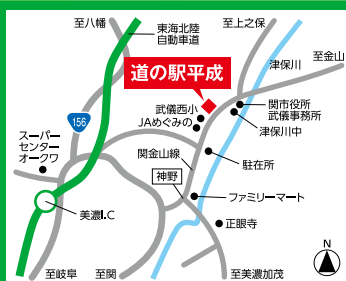 至八幡
東海北陸
自動車道
至上之保
至金山
道の駅平成
津保川
156
武儀西小
JAめぐみの
関市役所
武儀事務所
津保川中
スーパー
センター
オークワ
関金山線
駐在所
神野
ファミリーマート
美濃I.C
正眼寺
N
至岐阜
至関
至美濃加茂